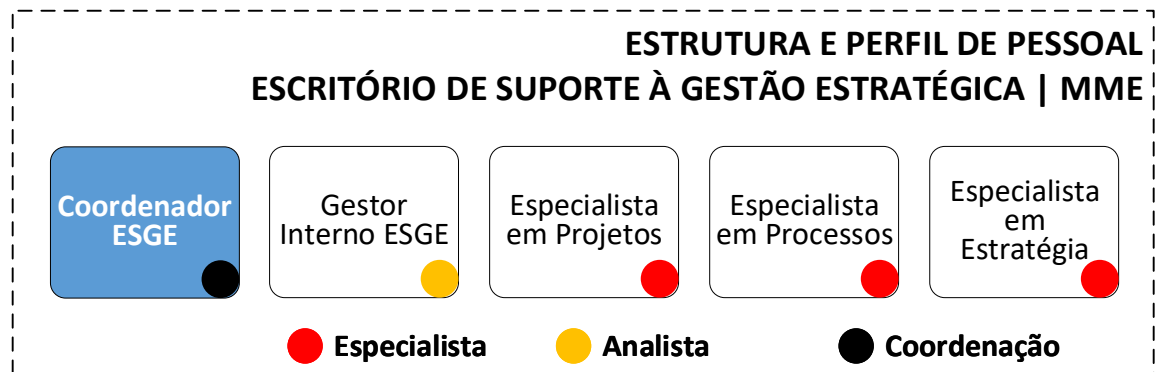 ESTRUTURA E PERFIL DE PESSOAL
ESCRITÓRIO DE SUPORTE À GESTÃO ESTRATÉGICA | MME
Coordenador
ESGE
Gestor
Interno ESGE
Especialista
em Projetos
Especialista
em Processos
Especialista
em
Estratégia
Especialista
Analista
Coordenação